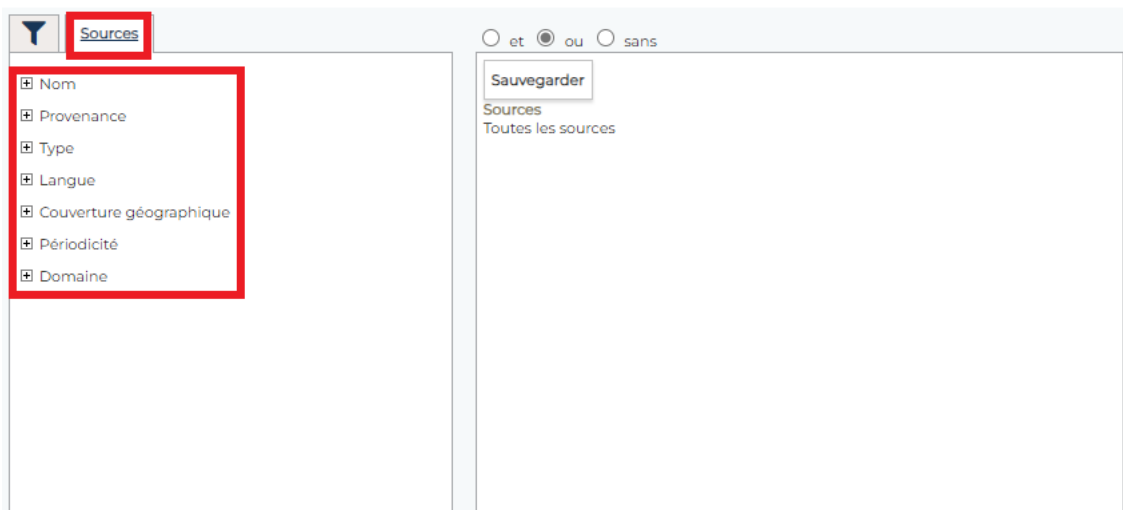 Sources
Nom
Provenance
Type
Langue
Couverture géographique
Périodicité
Domaine
et ou sans
Sauvegarder
Sources
Toutes les sources